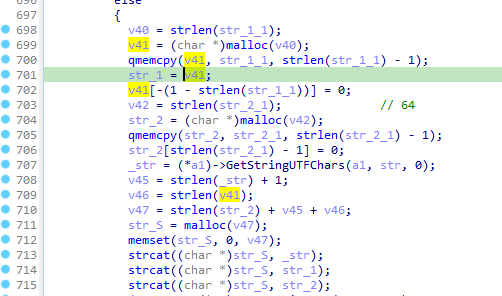 696 else
697 {
698 v40 = strlen(str_1_1);
699 v41 = (char *)malloc(v40);
700 qmemcpy(v41, str_1_1, strlen(str_1_1) - 1);
701 str_1 = v41;
702 v41[-(1 - strlen(str_1_1))] = 0;
703 v42 = strlen(str_2_1); // 64
704 str_2 = (char *)malloc(v42);
705 qmemcpy(str_2, str_2_1, strlen(str_2_1) - 1);
706 str_2[strlen(str_2_1) - 1] = 0;
707 _str = (*a1)->GetStringUTFChars(a1, str, 0);
708 v45 = strlen(_str) + 1;
709 v46 = strlen(v41);
710 v47 = strlen(str_2) + v45 + v46;
711 str_S = malloc(v47);
712 memset(str_S, 0, v47);
713 strcat((char *)str_S, _str);
714 strcat((char *)str_S, str_1);
715 strcat((char *)str_S, str_2);